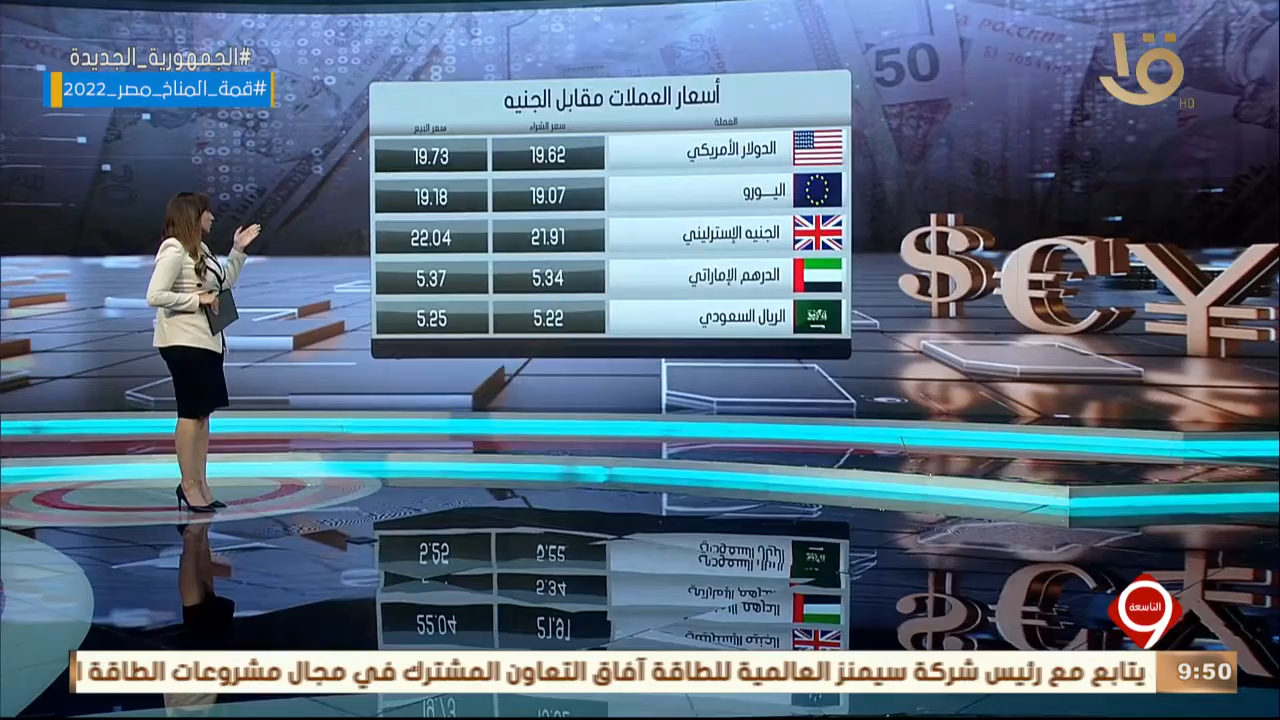 #الجمهورية_الجديدة
#قمة_المناخ_مصر_2022
HD
50
РОССИИ
أسعار العملات مقابل الجنيه
العملة سعر الشراء سعر البيع
الدولار الأمريكي 19.62 19.73
اليـــورو 19.07 19.18
الجنيه الإسترليني 21.91 22.04
الدرهم الإماراتي 5.34 5.37
الريال السعودي 5.22 5.25
$€¥
التاسعة
9
9:50 يتابع مع رئيس شركة سيمنز العالمية للطاقة آفاق التعاون المشترك في مجال مشروعات الطاقة ا